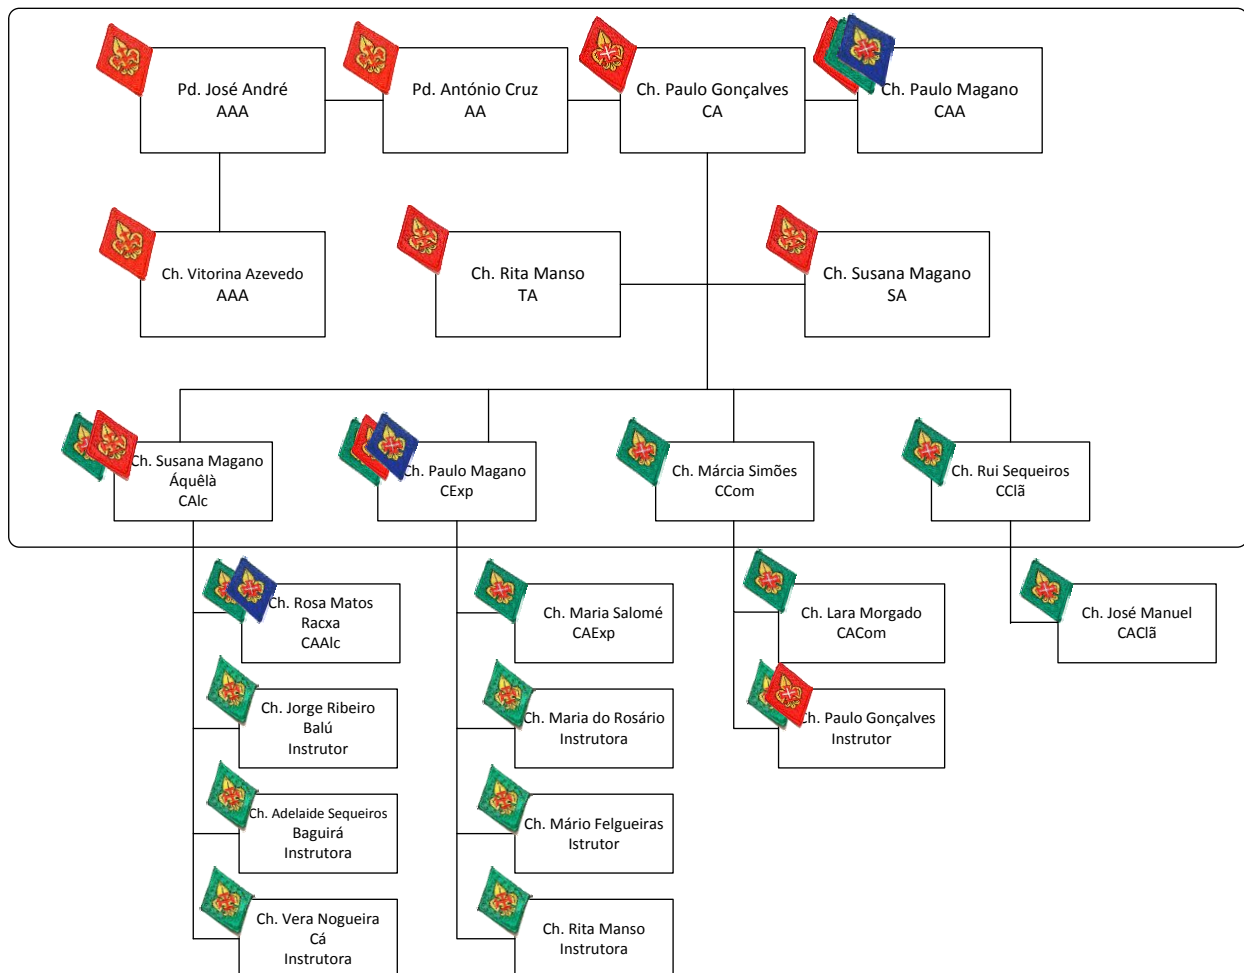 Pd. José André
AAA
Pd. António Cruz
AA
Ch. Paulo Gonçalves
CA
Ch. Paulo Magano
CAA
Ch. Vitorina Azevedo
AAA
Ch. Rita Manso
TA
Ch. Susana Magano
SA
Ch. Susana Magano
Áquêlà
CAlc
Ch. Paulo Magano
CExp
Ch. Márcia Simões
CCom
Ch. Rui Sequeiros
CClã
Ch. Rosa Matos
Racxa
CAAlc
Ch. Maria Salomé
CAExp
Ch. Lara Morgado
CACom
Ch. José Manuel
CAClã
Ch. Jorge Ribeiro
Balú
Instrutor
Ch. Maria do Rosário
Instrutora
Ch. Paulo Gonçalves
Instrutor
Ch. Adelaide Sequeiros
Baguirá
Instrutora
Ch. Mário Felgueiras
Istrutor
Ch. Vera Nogueira
Cá
Instrutora
Ch. Rita Manso
Instrutora